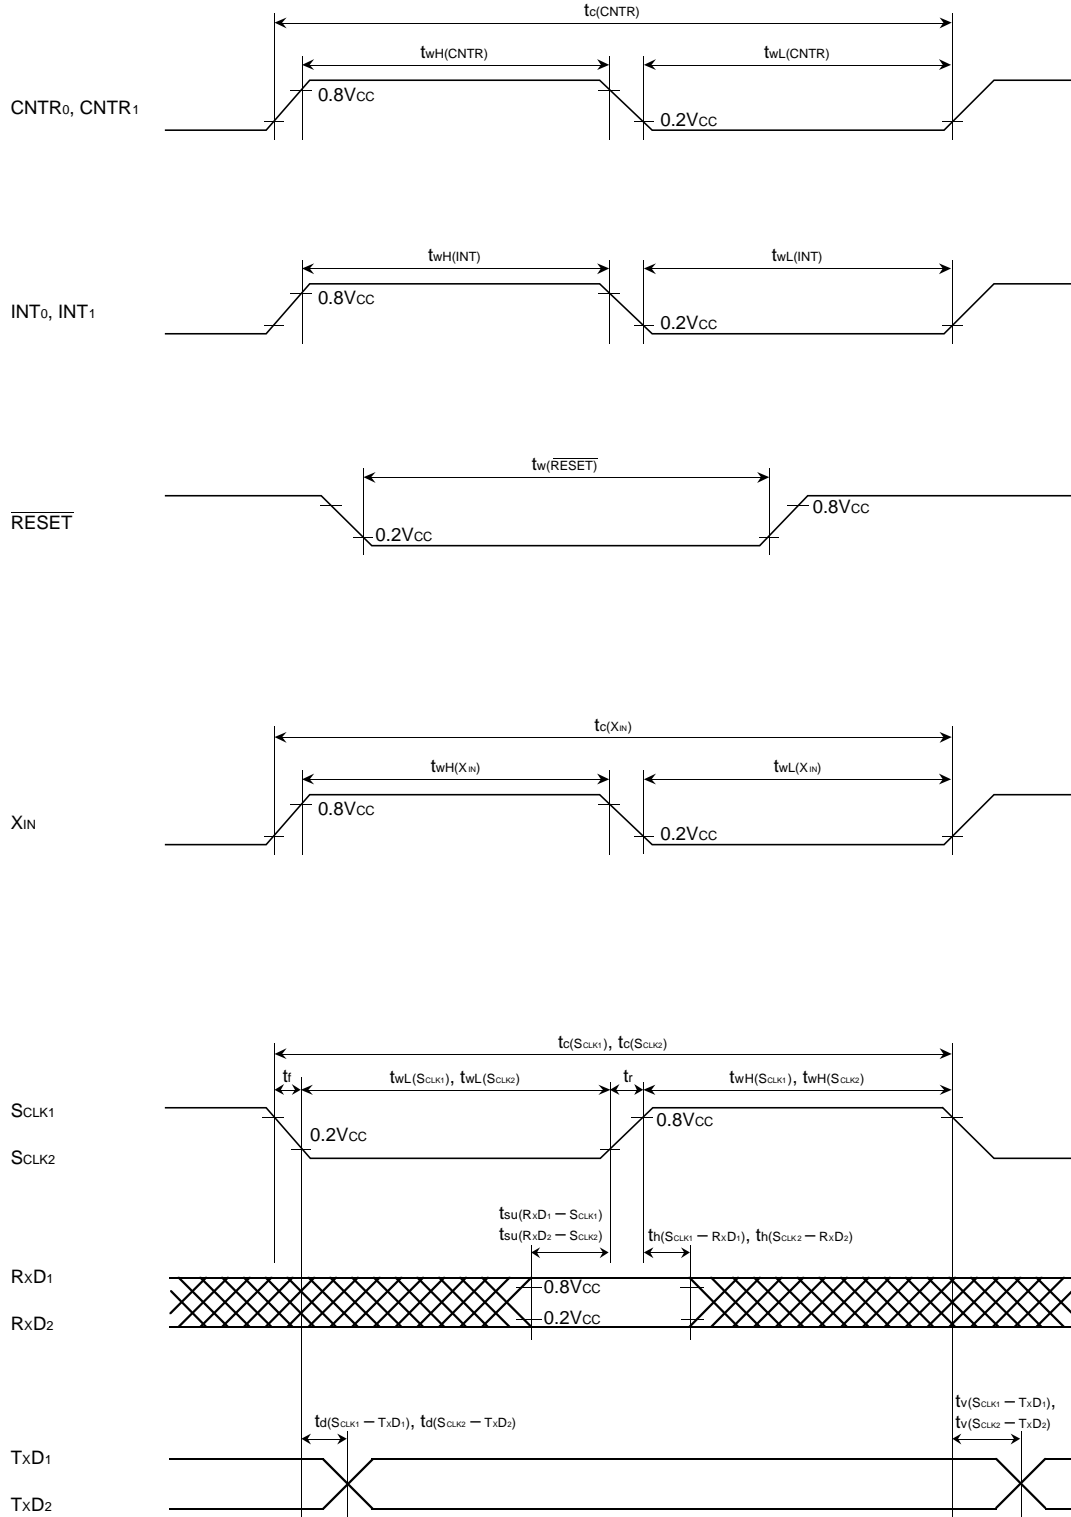 tc(CNTR)
twH(CNTR)
twL(CNTR)
CNTR0, CNTR1
0.8VCC
0.2VCC
twH(INT)
twL(INT)
INT0, INT1
0.8VCC
0.2VCC
tw(RESET)
RESET
0.2VCC
0.8VCC
tc(XIN)
twH(XIN)
twL(XIN)
XIN
0.8VCC
0.2VCC
tc(SCLK1), tc(SCLK2)
tf
twL(SCLK1), twL(SCLK2)
tr
twH(SCLK1), twH(SCLK2)
SCLK1
SCLK2
0.2VCC
0.8VCC
tsu(RXD1 – SCLK1)
tsu(RXD2 – SCLK2)
th(SCLK1 – RXD1), th(SCLK2 – RXD2)
RXD1
RXD2
0.8VCC
0.2VCC
td(SCLK1 – TXD1), td(SCLK2 – TXD2)
tv(SCLK1 – TXD1),
tv(SCLK2 – TXD2)
TXD1
TXD2